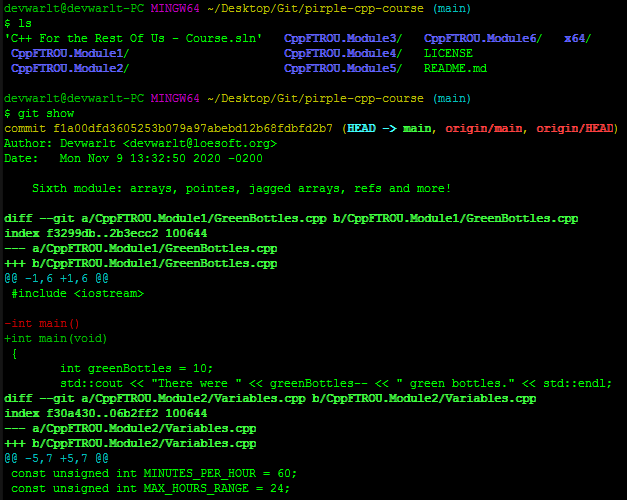 devwarlt@devwarlt-PC MINGW64 ~/Desktop/Git/pirple-cpp-course (main)
$ ls
'C++ For the Rest Of Us - Course.sln'   CppFTROU.Module3/   CppFTROU.Module6/   x64/
 CppFTROU.Module1/                      CppFTROU.Module4/   LICENSE
 CppFTROU.Module2/                      CppFTROU.Module5/   README.md

devwarlt@devwarlt-PC MINGW64 ~/Desktop/Git/pirple-cpp-course (main)
$ git show
commit f1a00dfd3605253b079a97abebd12b68fdbfd2b7 (HEAD -> main, origin/main, origin/HEAD)
Author: Devwarlt <devwarlt@loesoft.org>
Date:   Mon Nov 9 13:32:50 2020 -0200

    Sixth module: arrays, pointes, jagged arrays, refs and more!

diff --git a/CppFTROU.Module1/GreenBottles.cpp b/CppFTROU.Module1/GreenBottles.cpp
index f3299db..2b3ecc2 100644
--- a/CppFTROU.Module1/GreenBottles.cpp
+++ b/CppFTROU.Module1/GreenBottles.cpp
@@ -1,6 +1,6 @@
 #include <iostream>

-int main()
+int main(void)
 {
        int greenBottles = 10;
        std::cout << "There were " << greenBottles-- << " green bottles." << std::endl;
diff --git a/CppFTROU.Module2/Variables.cpp b/CppFTROU.Module2/Variables.cpp
index f30a430..06b2ff2 100644
--- a/CppFTROU.Module2/Variables.cpp
+++ b/CppFTROU.Module2/Variables.cpp
@@ -5,7 +5,7 @@
 const unsigned int MINUTES_PER_HOUR = 60;
 const unsigned int MAX_HOURS_RANGE = 24;